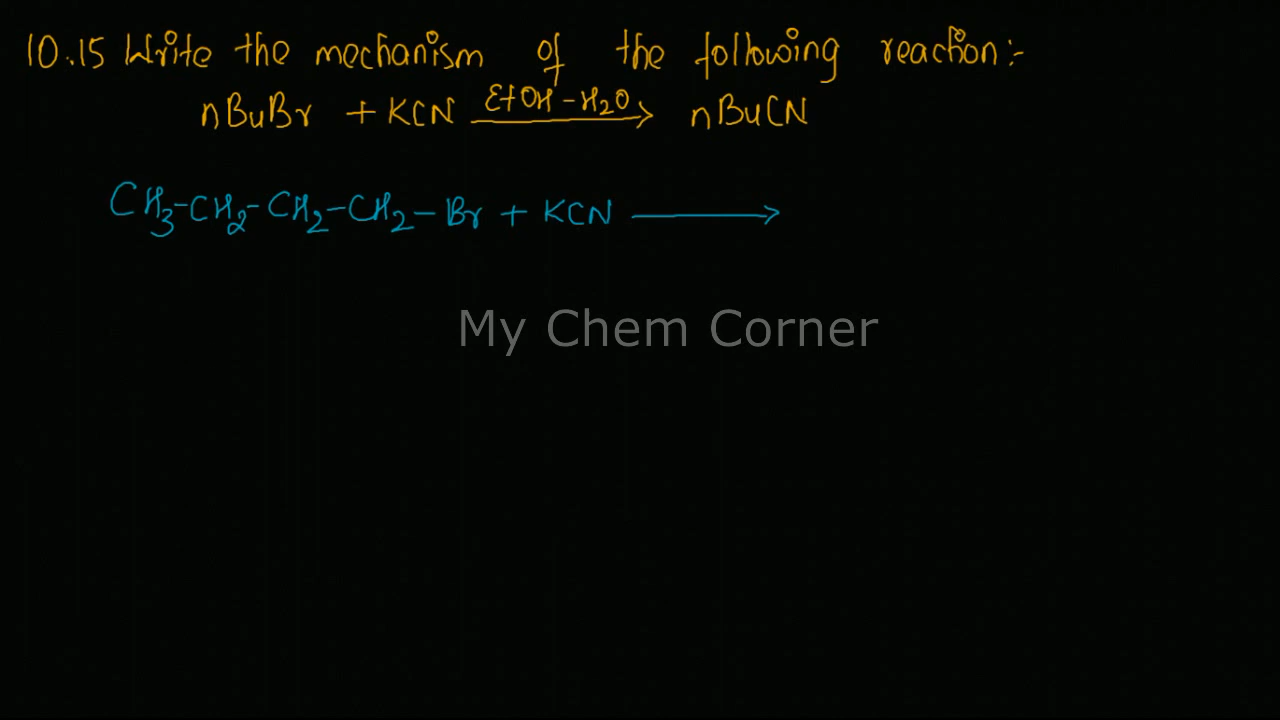 10.15 Write the mechanism of the following reaction:-
nBuBr + KCN EtOH-H2O → nBuCN
CH3-CH2-CH2-CH2-Br + KCN →
My Chem Corner